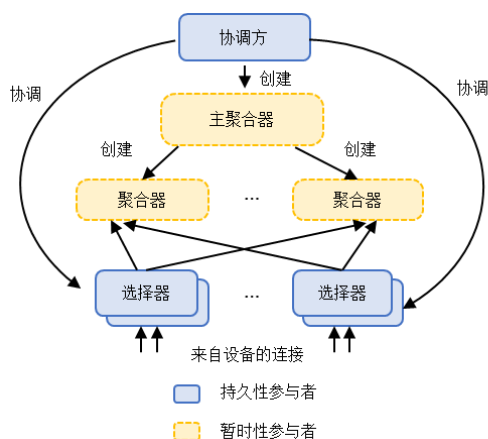 协调方
创建
协调
协调
主聚合器
创建
创建
聚合器
...
聚合器
选择器
...
选择器
来自设备的连接
持久性参与者
暂时性参与者